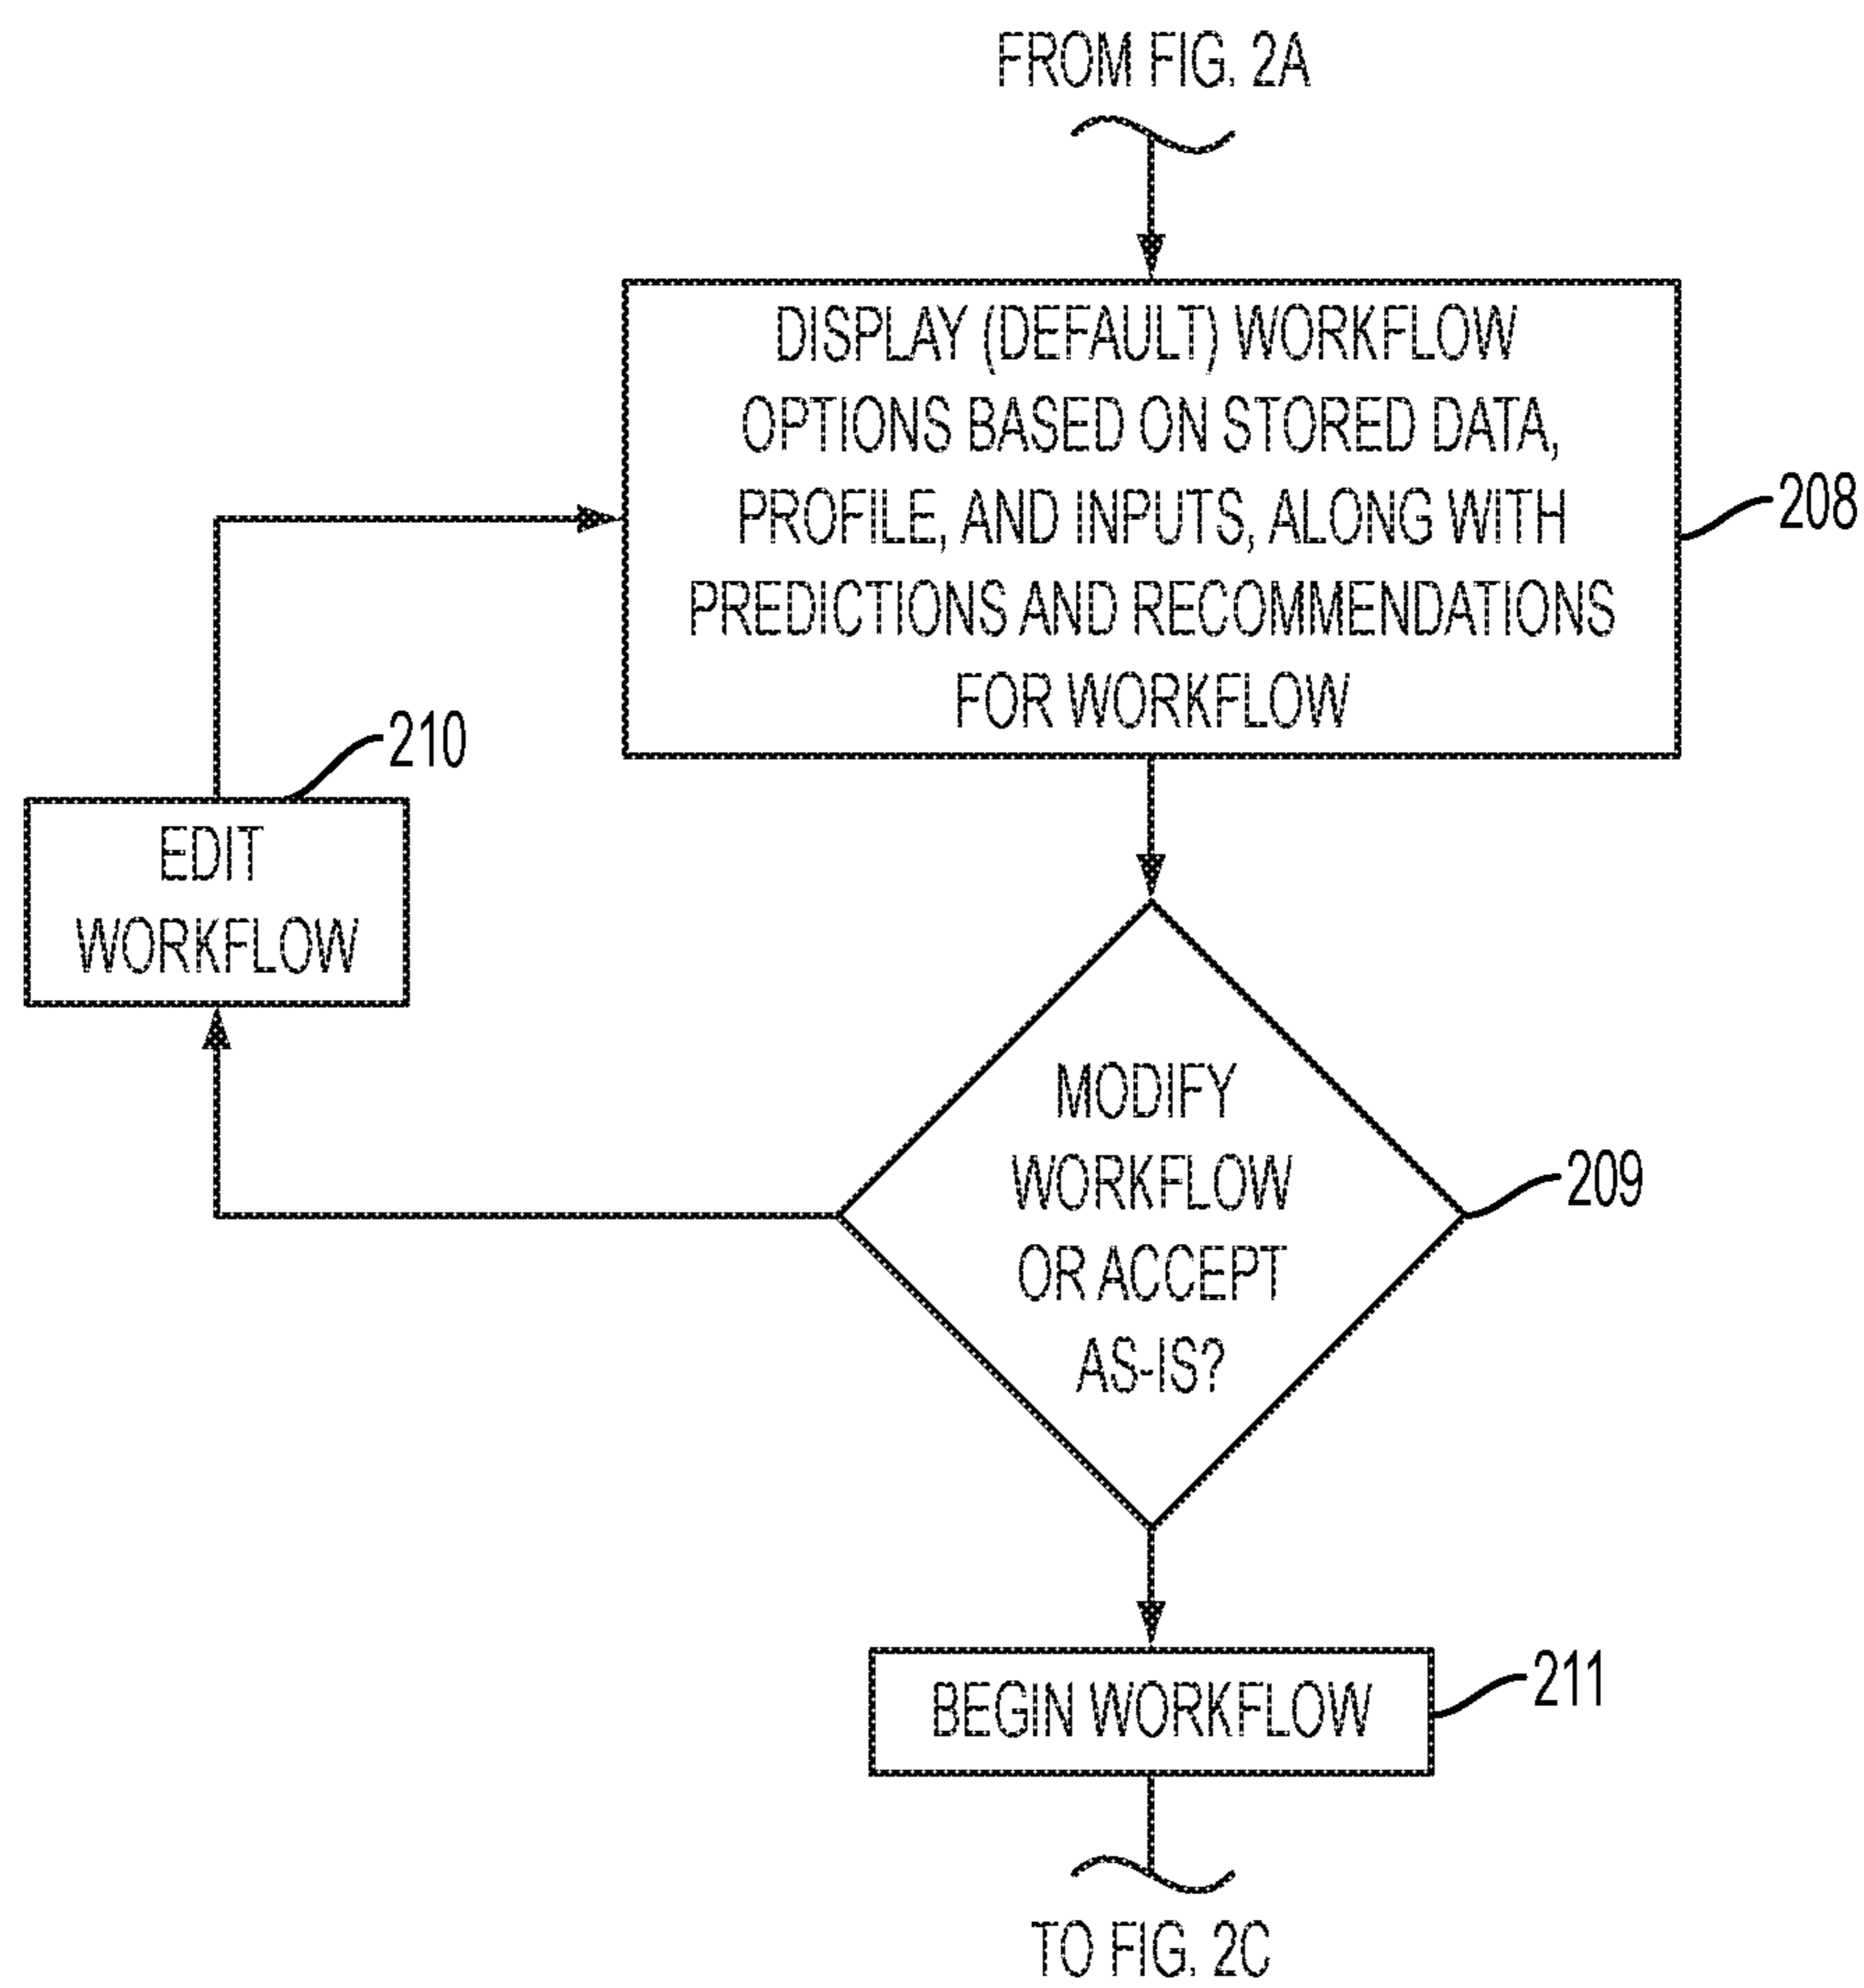 FROM FIG. 2A
DISPLAY (DEFAULT) WORKFLOW
OPTIONS BASED ON STORED DATA,
PROFILE, AND INPUTS, ALONG WITH
PREDICTIONS AND RECOMMENDATIONS
FOR WORKFLOW
208
210
EDIT
WORKFLOW
MODIFY
WORKFLOW
OR ACCEPT
AS-IS?
209
BEGIN WORKFLOW
211
TO FIG. 2C